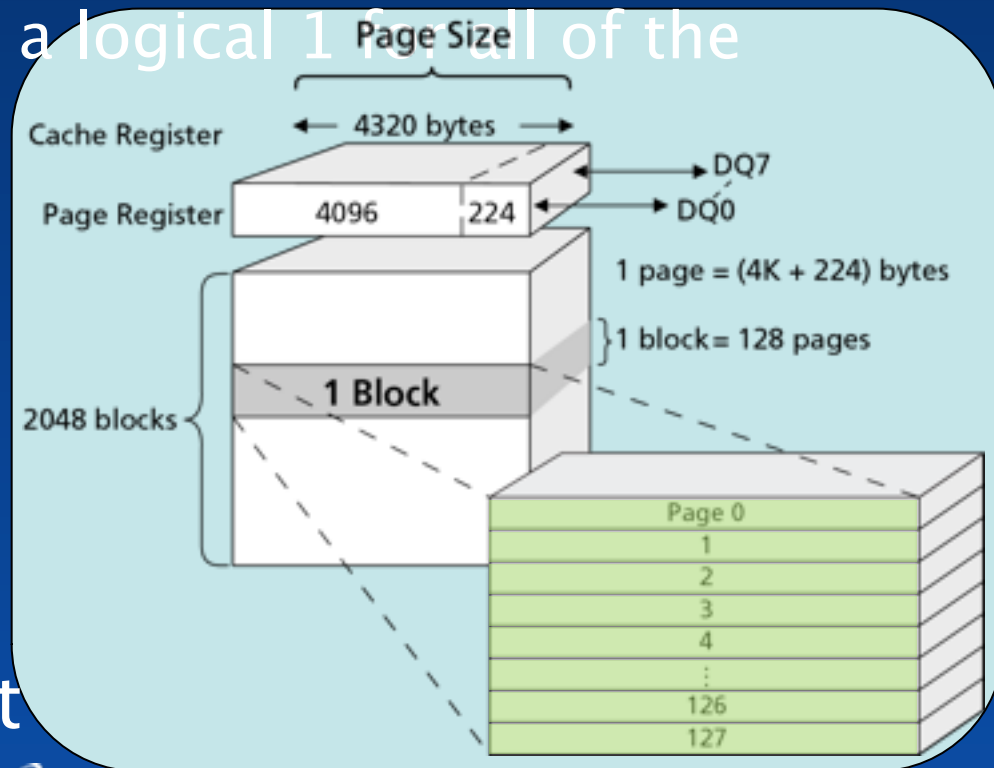 a logical 1 for all of the
Page Size
4320 bytes
Cache Register
DQ7
Page Register
4096
224
DQ0
1 page = (4K + 224) bytes
1 block= 128 pages
1 Block
2048 blocks
Page 0
1
2
3
4
⋮
126
127
t